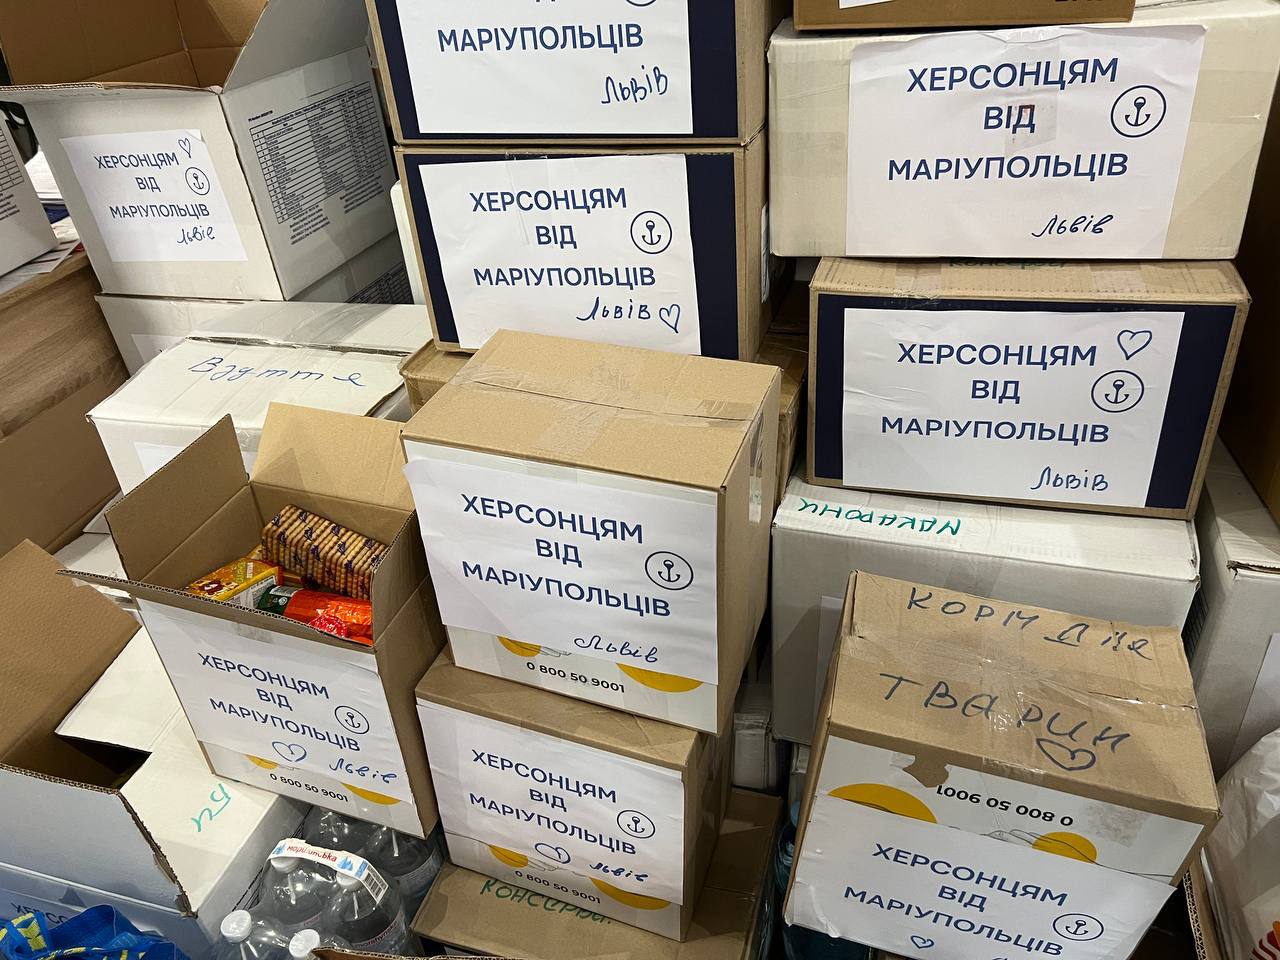 МАРІУПОЛЬЦІВ
Львів
ХЕРСОНЦЯМ
ВІД
МАРІУПОЛЬЦІВ
Львів
ХЕРСОНЦЯМ
ВІД
МАРІУПОЛЬЦІВ
Львів
ХЕРСОНЦЯМ
ВІД
МАРІУПОЛЬЦІВ
Львів
ХЕРСОНЦЯМ
ВІД
МАРІУПОЛЬЦІВ
Львів
Взуття
МАКАРОНИ
ХЕРСОНЦЯМ
ВІД
МАРІУПОЛЬЦІВ
Львів
0 800 50 9001
КОРМ ДЛЯ
ТВАРИН
0 800 50 9001
ХЕРСОНЦЯМ
ВІД
МАРІУПОЛЬЦІВ
ХЕРСОНЦЯМ
ВІД
МАРІУПОЛЬЦІВ
Львів
0 800 50 9001
ХЕРСОНЦЯМ
ВІД
МАРІУПОЛЬЦІВ
Львів
0 800 50 9001
моршинська